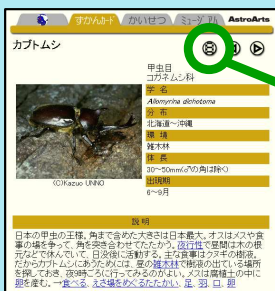 ずかんカード かいせつ ミュージアム AstroArts
カブトムシ
甲虫目
コガネムシ科
学 名
Allomyrina dichotoma
分 布
北海道～沖縄
環 境
雑木林
体 長
30～50mm(♂の角は除く)
出現期
6～9月
(C)Kazuo UNNO
説 明
日本の甲虫の王様。角まで含めた大きさは日本最大。オスはメスや食
事の場を争って、角を突き合わせてたたかう。夜行性で昼間は木の根
元などで休んでいて、日没後に活動する。主な食事はクヌギの樹液。
だからカブトムシにあうためには、昼の雑木林で樹液の出ている場所
を探しておき、夜9時ごろに行ってみるのがよい。メスは腐植土の中に
卵を産む。→食べる、えさ場をめぐるたたかい、足、羽、口、卵